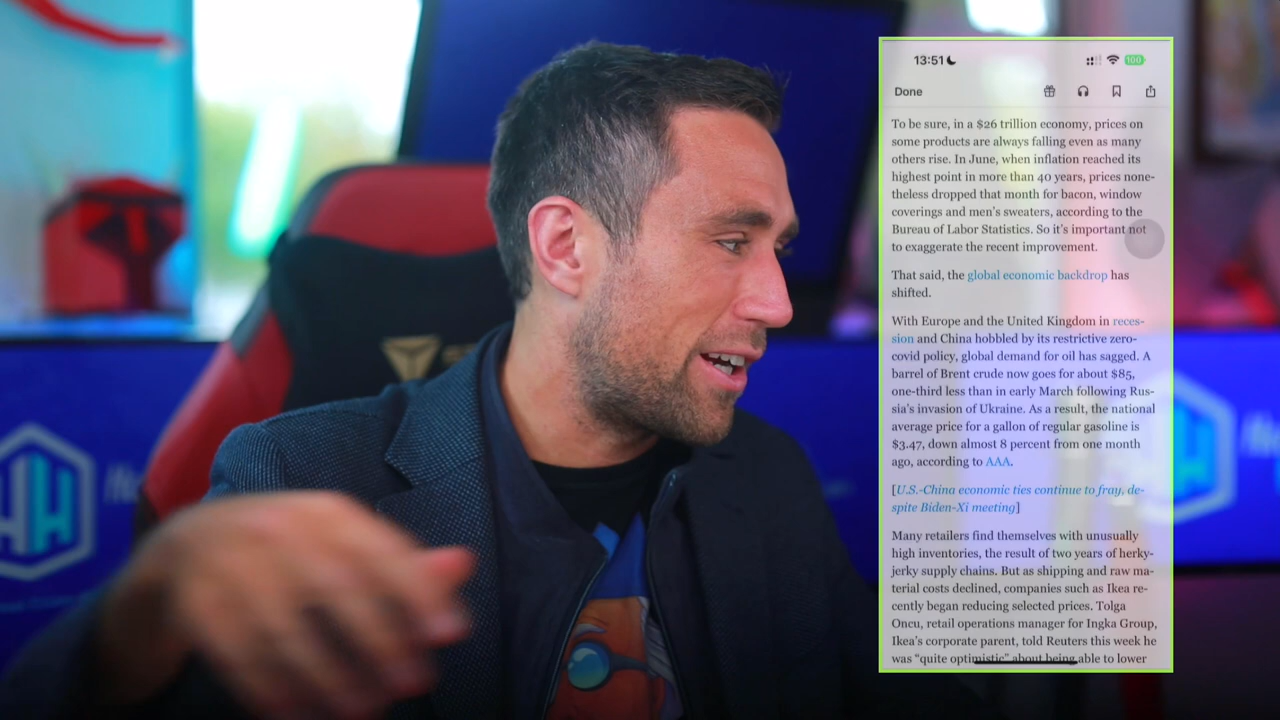 13:51
100
Done
To be sure, in a $26 trillion economy, prices on
some products are always falling even as many
others rise. In June, when inflation reached its
highest point in more than 40 years, prices none-
theless dropped that month for bacon, window
coverings and men's sweaters, according to the
Bureau of Labor Statistics. So it's important not
to exaggerate the recent improvement.
That said, the global economic backdrop has
shifted.
With Europe and the United Kingdom in reces-
sion and China hobbled by its restrictive zero-
covid policy, global demand for oil has sagged. A
barrel of Brent crude now goes for about $85,
one-third less than in early March following Rus-
sia's invasion of Ukraine. As a result, the national
average price for a gallon of regular gasoline is
$3.47, down almost 8 percent from one month
ago, according to AAA.
[U.S.-China economic ties continue to fray, de-
spite Biden-Xi meeting]
Many retailers find themselves with unusually
high inventories, the result of two years of herky-
jerky supply chains. But as shipping and raw ma-
terial costs declined, companies such as Ikea re-
cently began reducing selected prices. Tolga
Oncu, retail operations manager for Ingka Group,
Ikea's corporate parent, told Reuters this week he
was “quite optimistic” about being able to lower